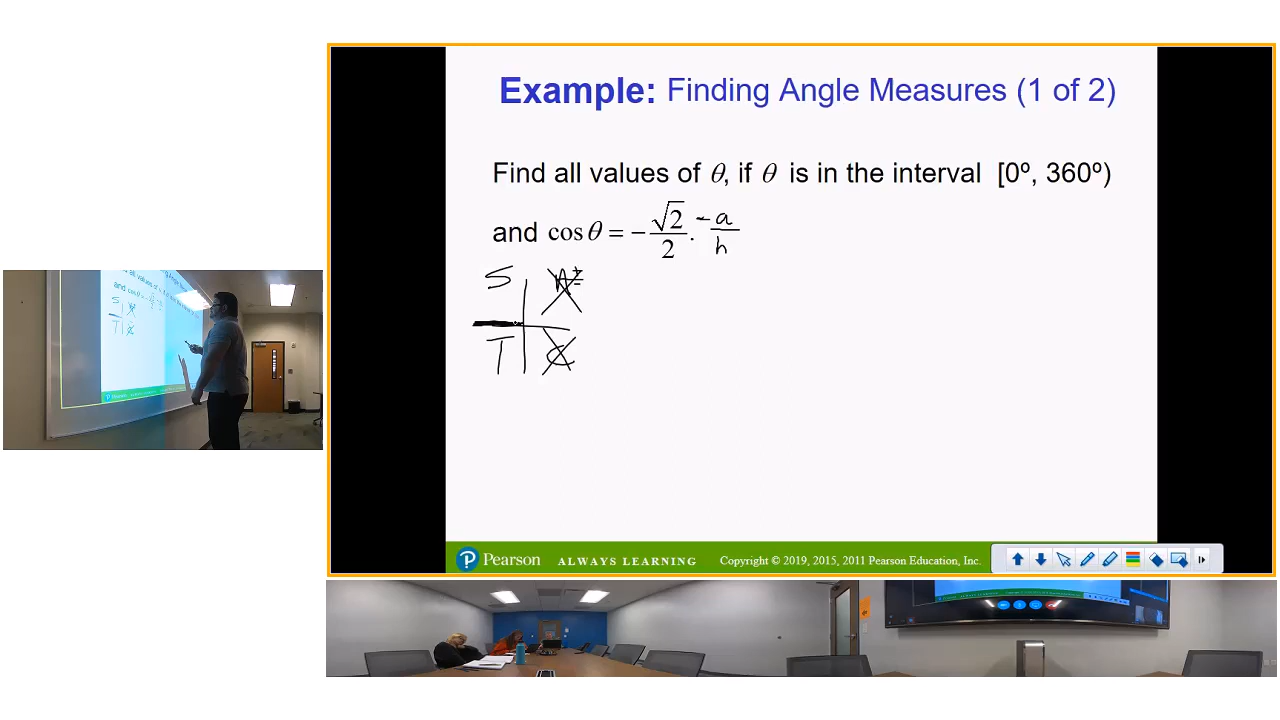 Example: Finding Angle Measures (1 of 2)
Find all values of θ, if θ is in the interval [0º, 360º)
and cos θ = −√2/2. −a/h
S A
T C
Pearson ALWAYS LEARNING Copyright © 2019, 2015, 2011 Pearson Education, Inc.